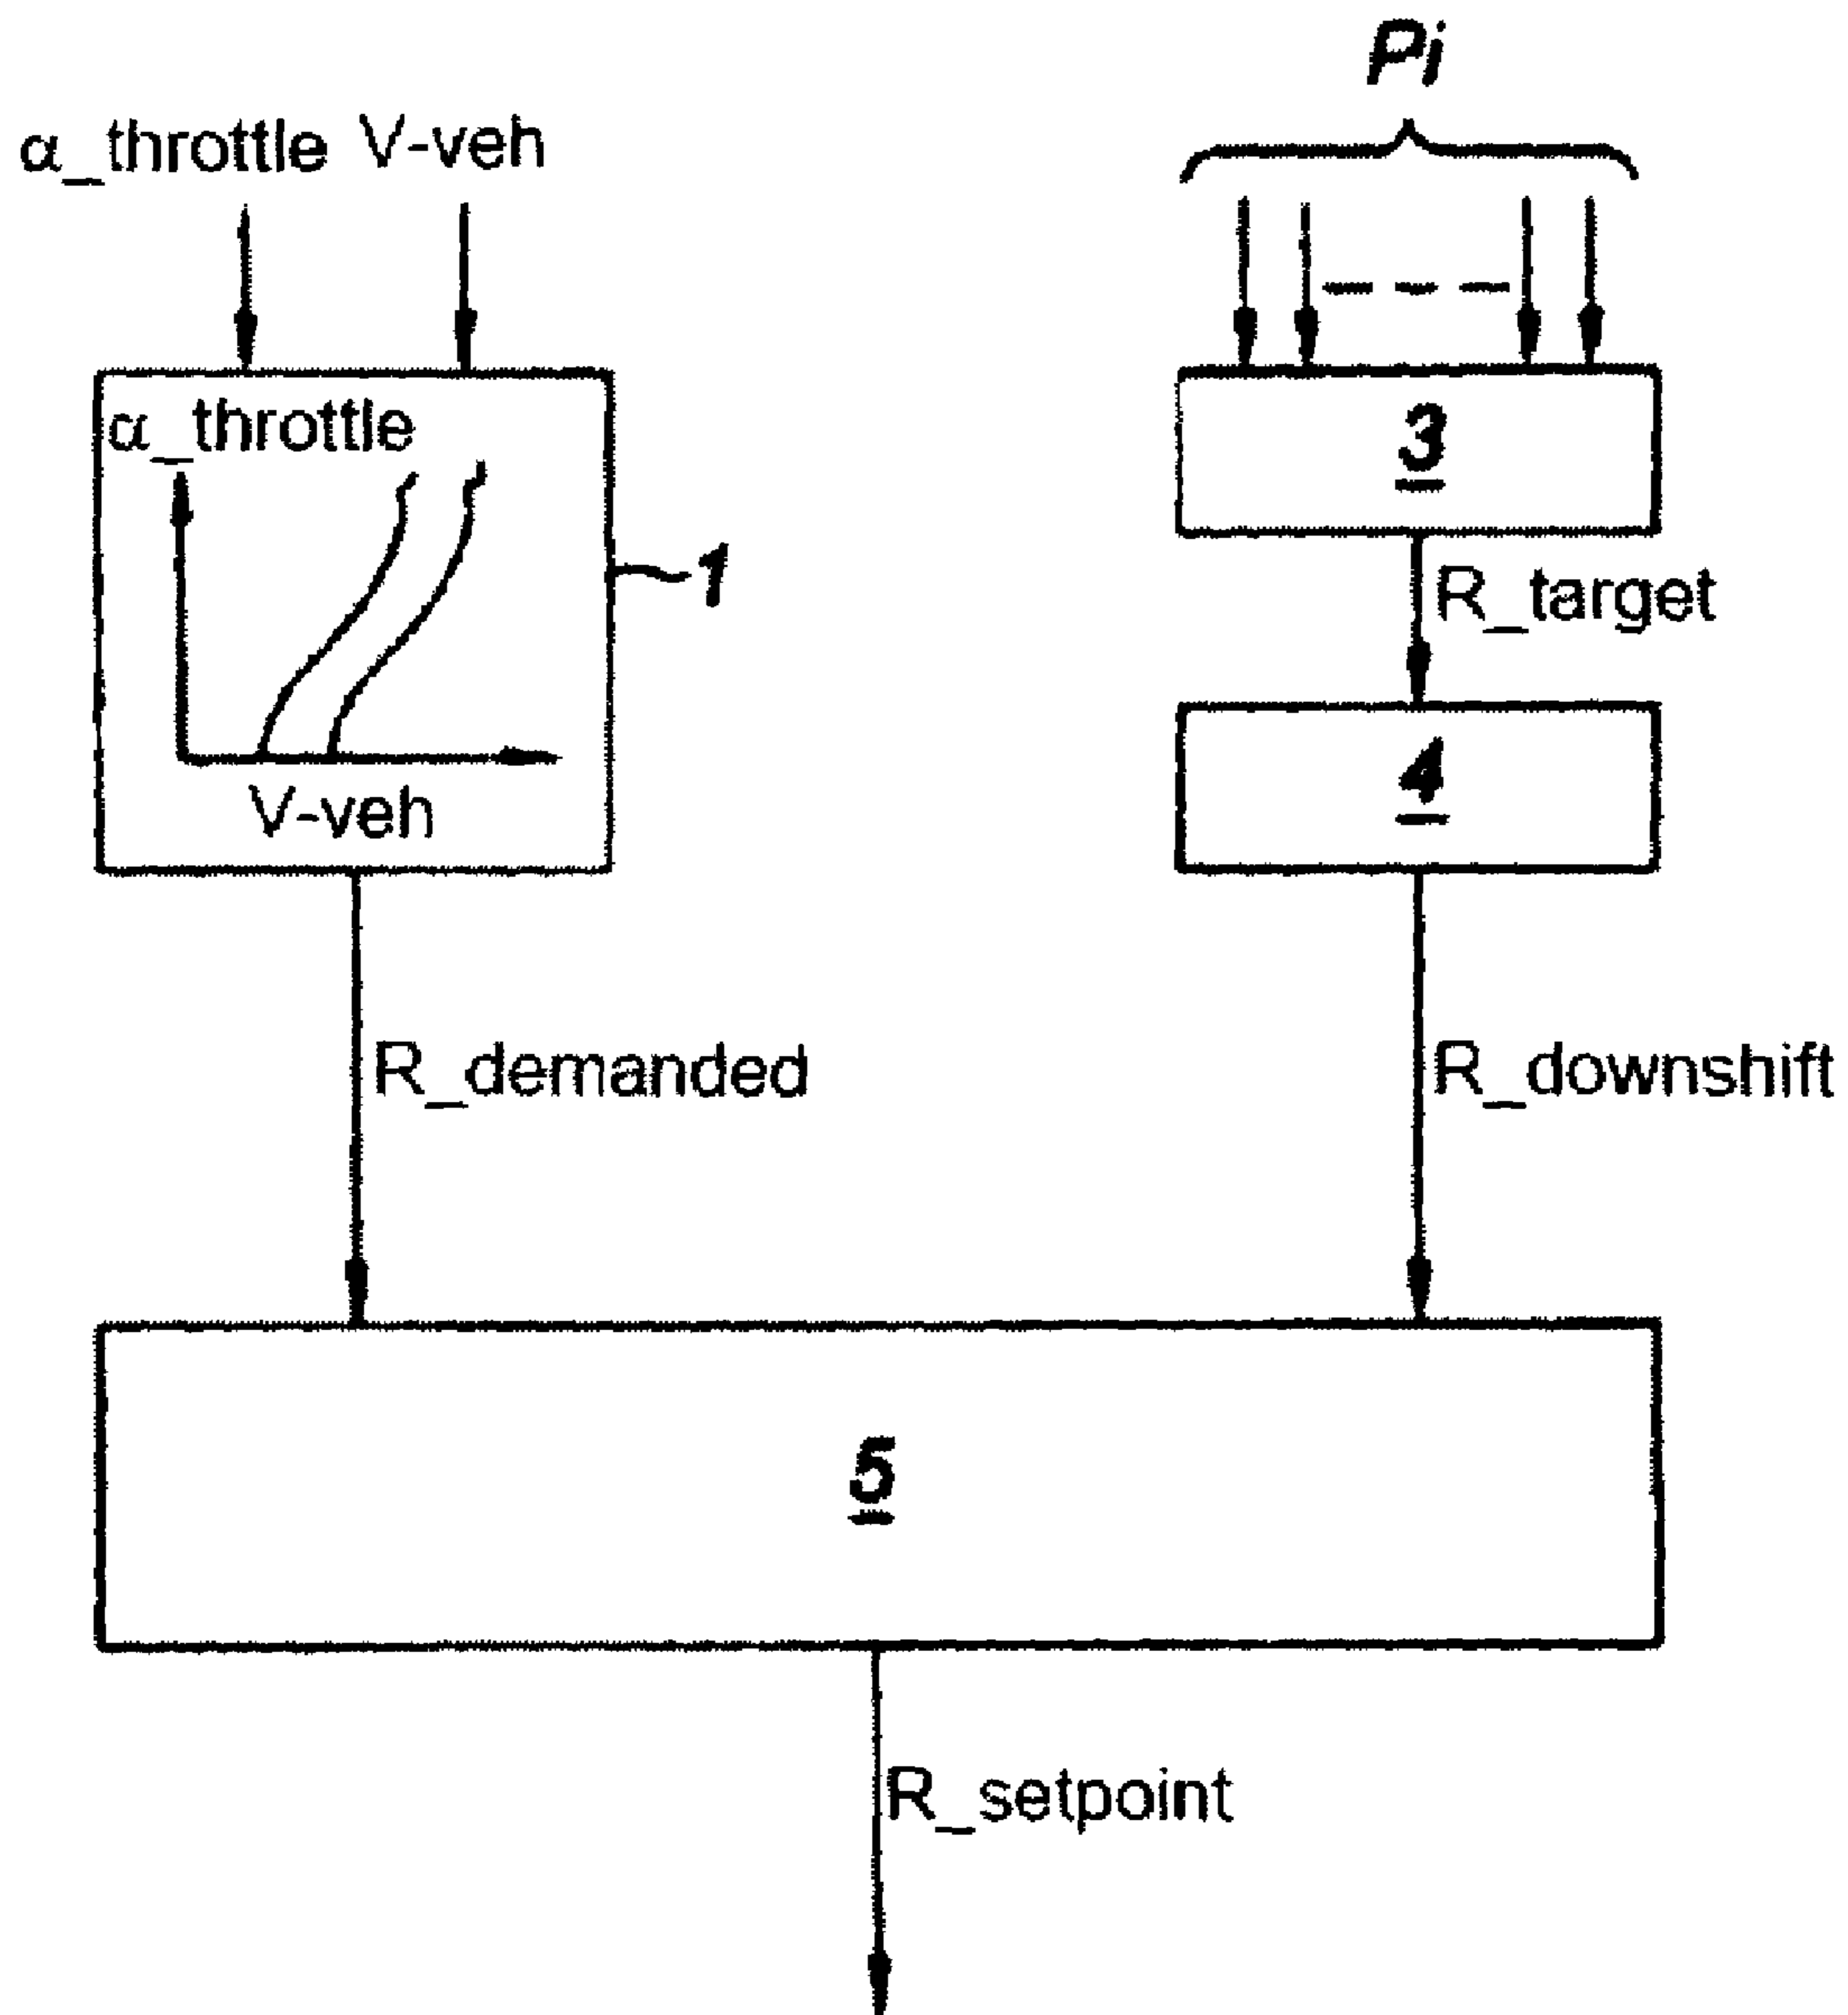 Pi
α_throttle V-veh
α_throttle
3
1
R_target
4
V-veh
R_demanded
R_downshift
5
R_setpoint